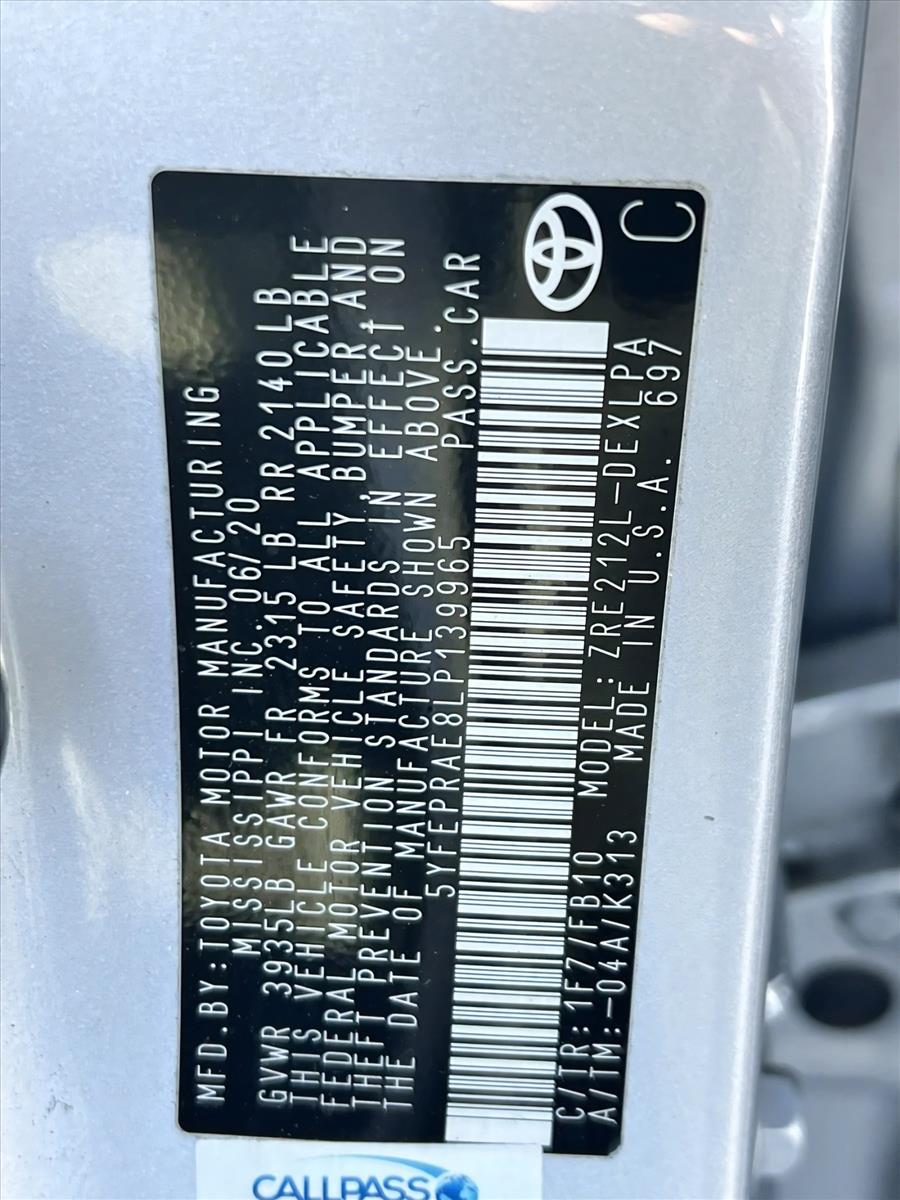 MFD.BY:TOYOTA MOTOR MANUFACTURING
MISSISSIPPI INC. 06/20
GVWR 3935LB GAWR FR 2315 LB RR 2140LB
THIS VEHICLE CONFORMS TO ALL APPLICABLE
FEDERAL MOTOR VEHICLE SAFETY,BUMPER,AND
THEFT PREVENTION STANDARDS IN EFFECT ON
THE DATE OF MANUFACTURE SHOWN ABOVE.
5YFEPRAE8LP139965 PASS.CAR
C/TR:1F7/FB10 MODEL:ZRE212L-DEXLPA
A/TM:-04A/K313 MADE IN U.S.A. 697
C
CALLPASS